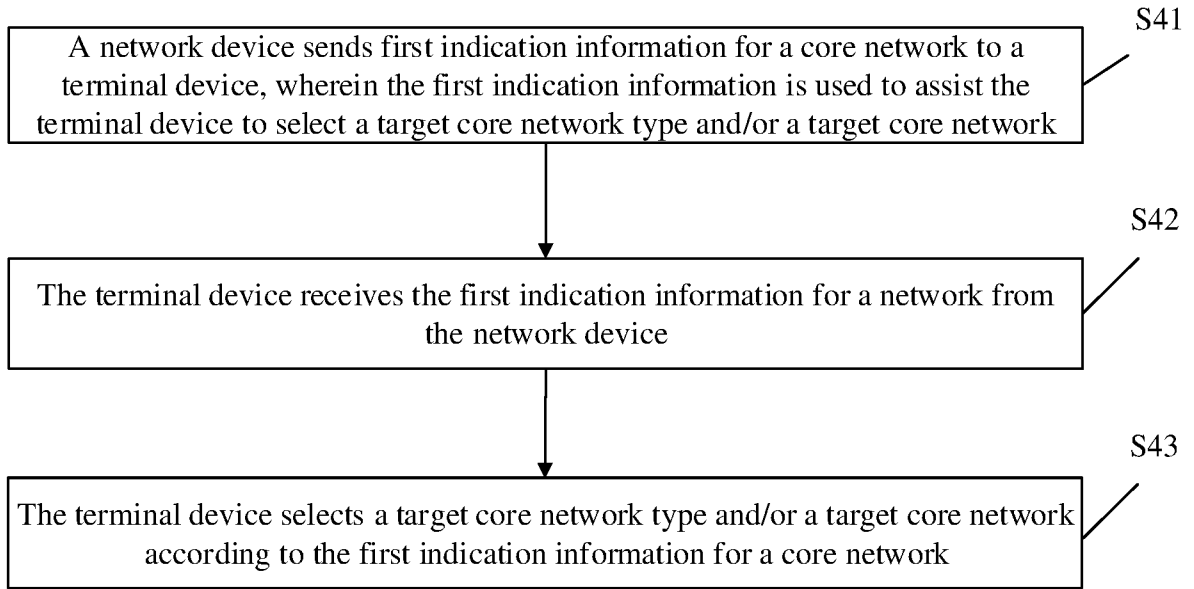 S41
A network device sends first indication information for a core network to a
terminal device, wherein the first indication information is used to assist the
terminal device to select a target core network type and/or a target core network
S42
The terminal device receives the first indication information for a network from
the network device
S43
The terminal device selects a target core network type and/or a target core network
according to the first indication information for a core network